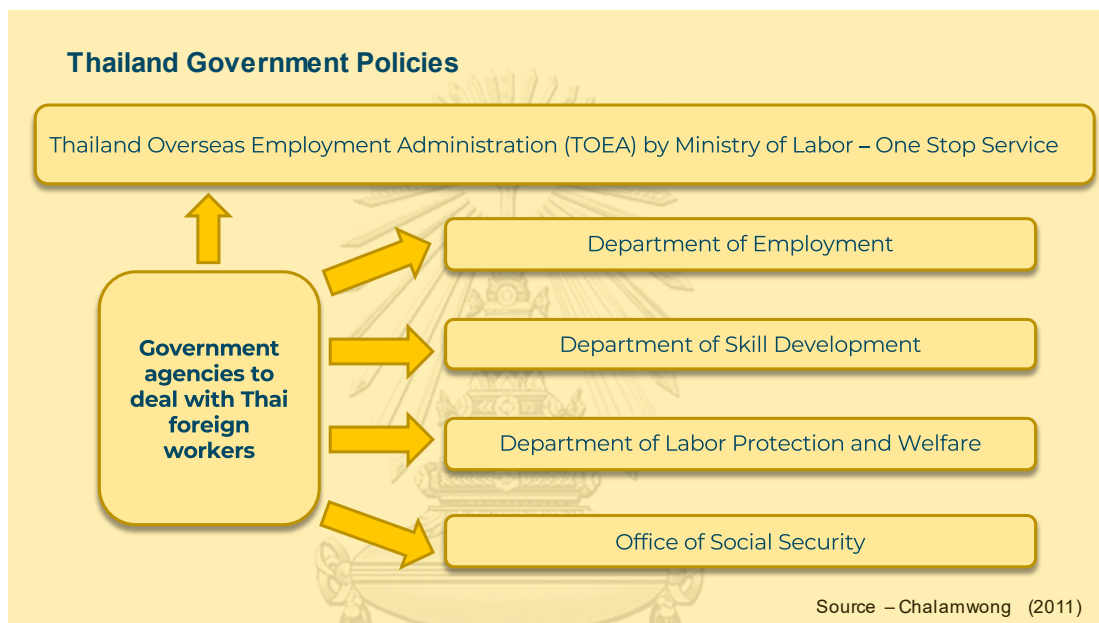 Thailand Government Policies
Thailand Overseas Employment Administration (TOEA) by Ministry of Labor – One Stop Service
Government
agencies to
deal with Thai
foreign
workers
Department of Employment
Department of Skill Development
Department of Labor Protection and Welfare
Office of Social Security
Source – Chalamwong (2011)